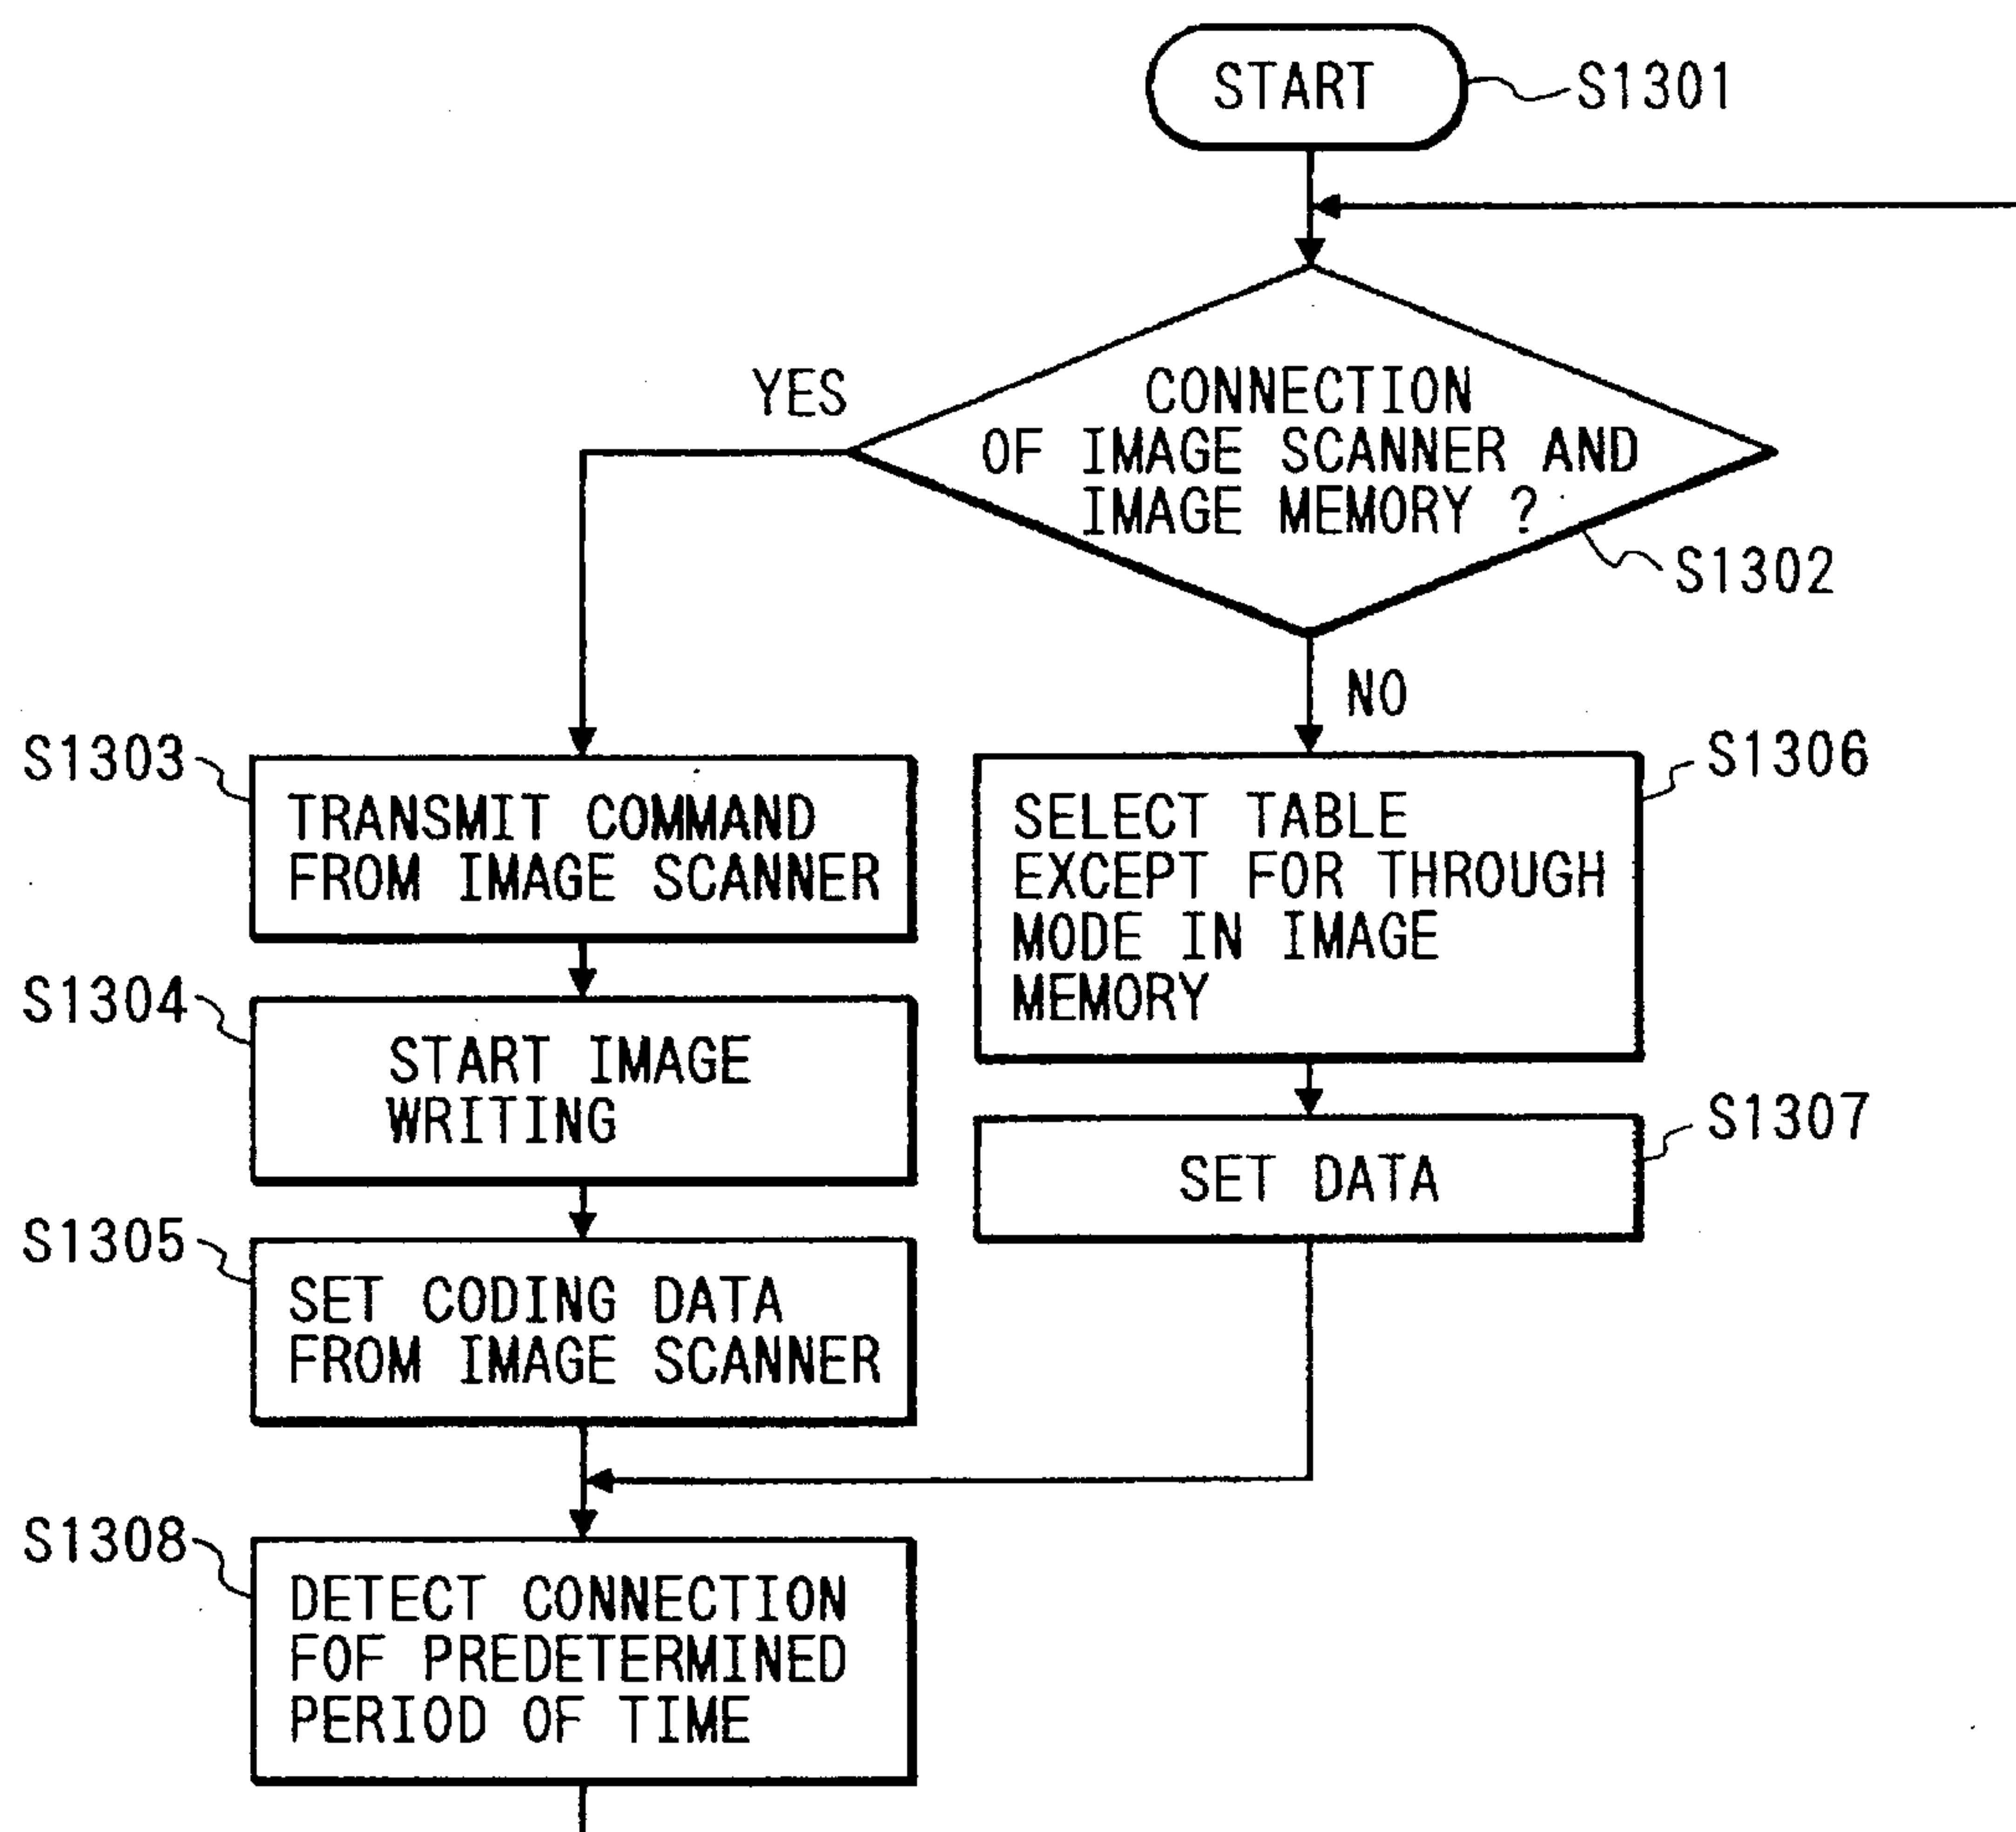 START
S1301
CONNECTION
OF IMAGE SCANNER AND
IMAGE MEMORY ?
S1302
YES
NO
S1303
TRANSMIT COMMAND
FROM IMAGE SCANNER
S1304
START IMAGE
WRITING
S1305
SET CODING DATA
FROM IMAGE SCANNER
S1306
SELECT TABLE
EXCEPT FOR THROUGH
MODE IN IMAGE
MEMORY
S1307
SET DATA
S1308
DETECT CONNECTION
FOF PREDETERMINED
PERIOD OF TIME